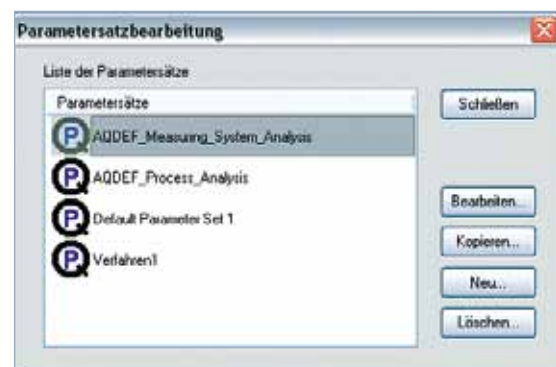 Parametersatzbearbeitung
Liste der Parametersätze
Parametersätze
Schließen
AQDEF_Measuring_System_Analysis
AQDEF_Process_Analysis
Default Parameter Set 1
Verfahren1
Bearbeiten...
Kopieren...
Neu...
Löschen...